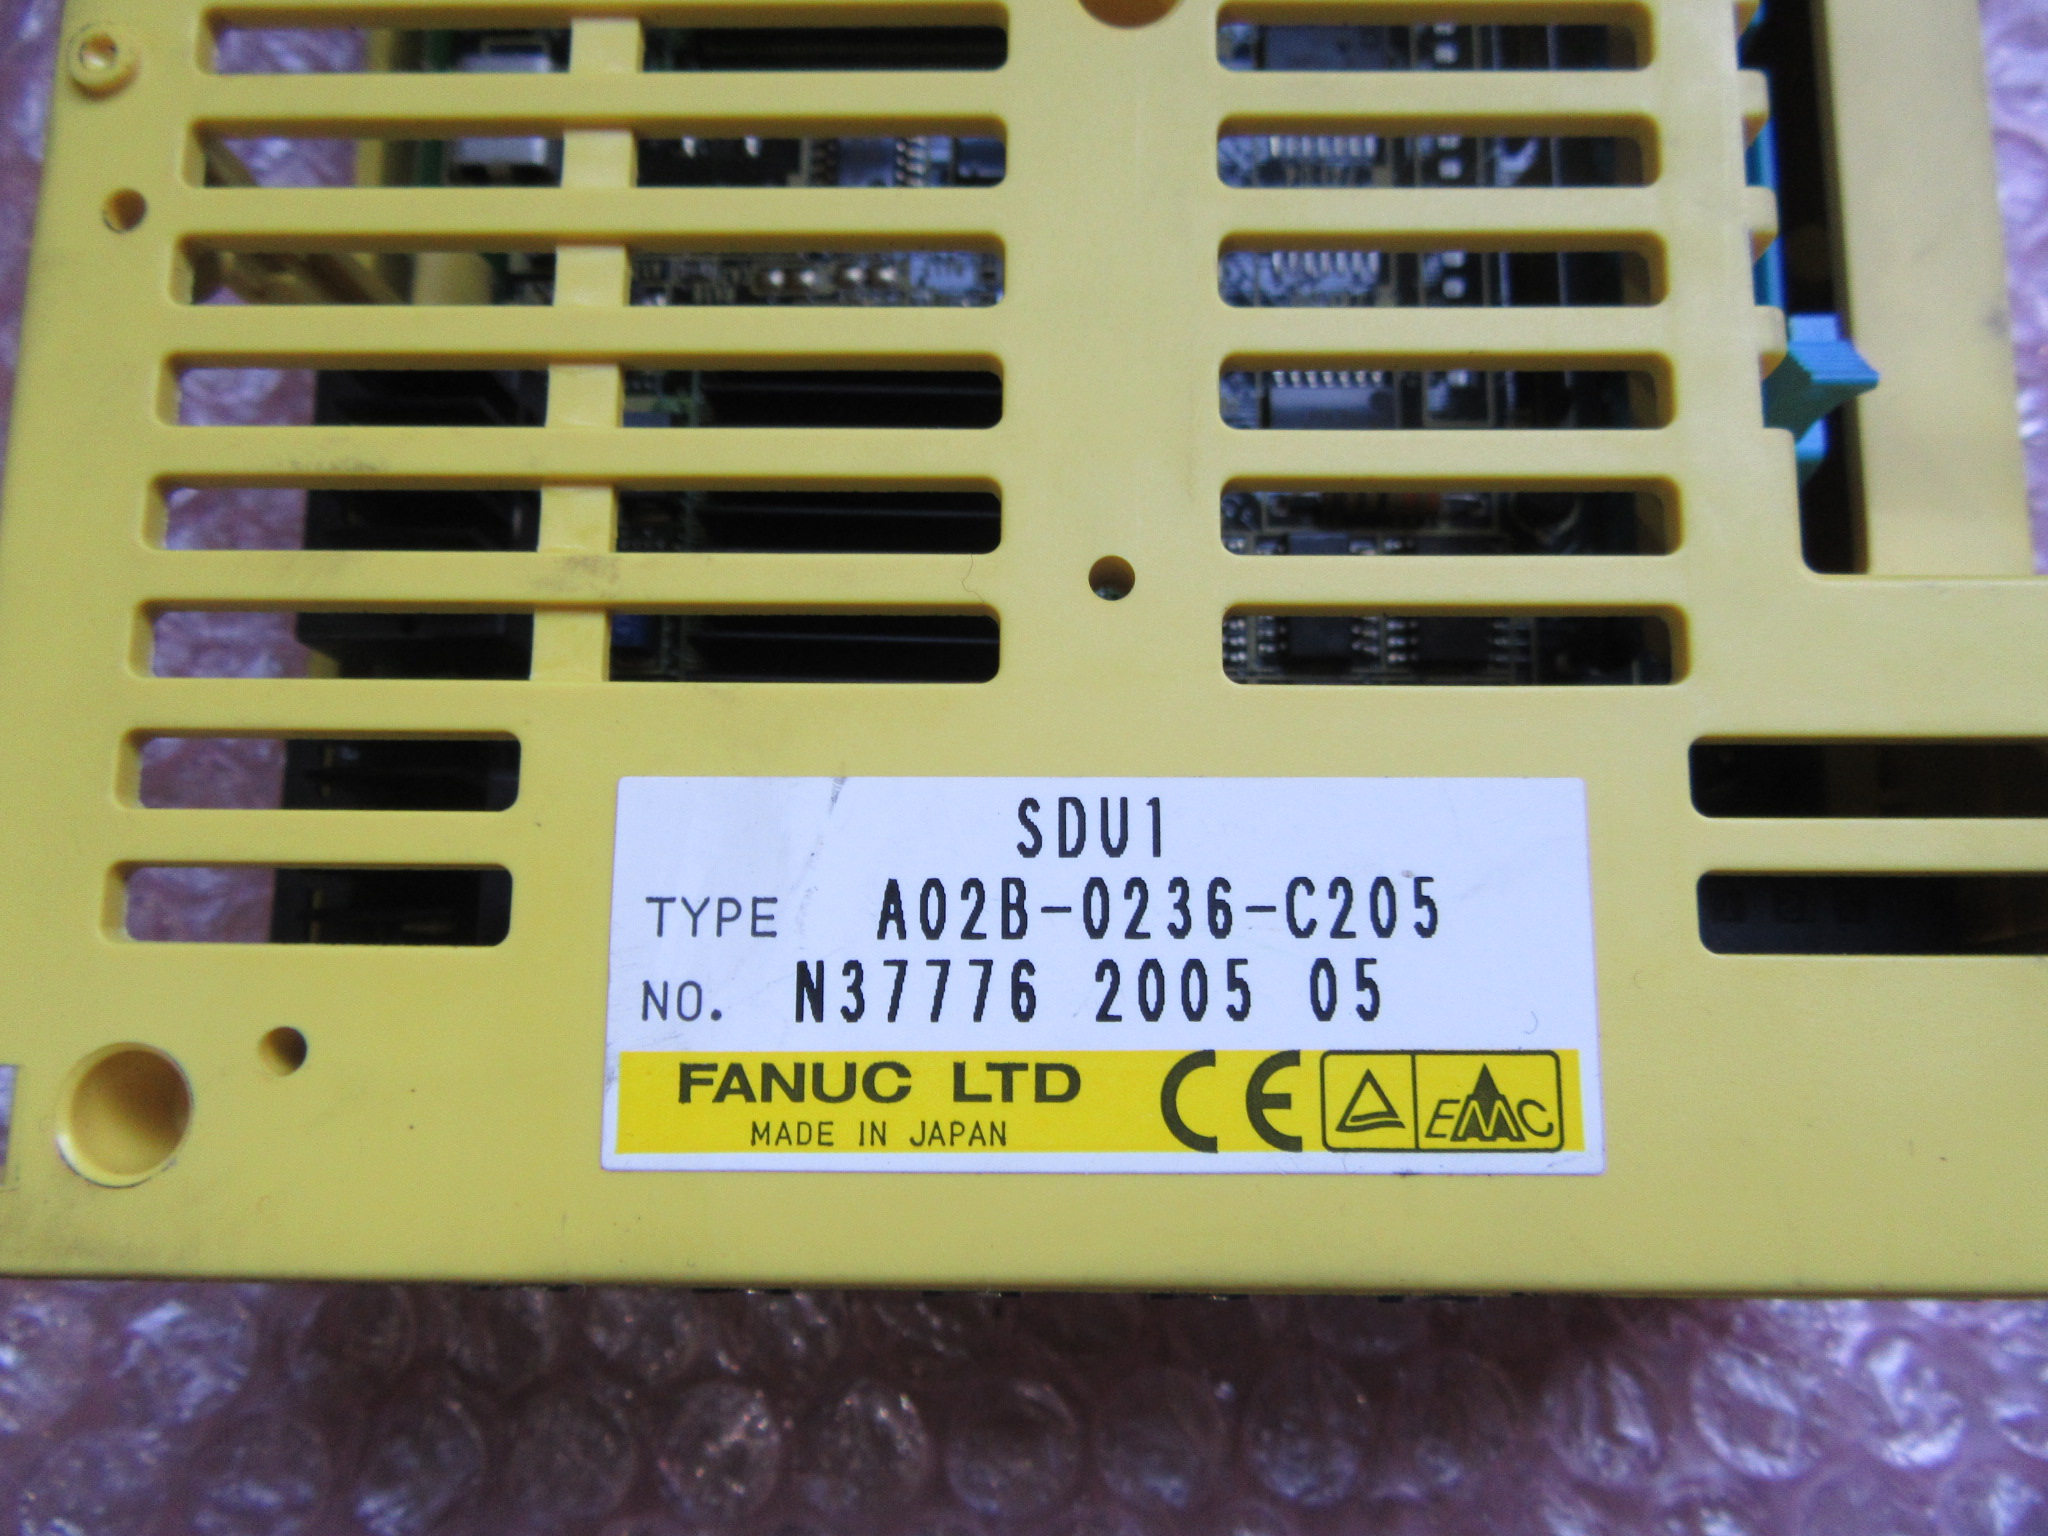 SDU1
TYPE A02B-0236-C205
NO. N37776 2005 05
FANUC LTD CE EMC
MADE IN JAPAN